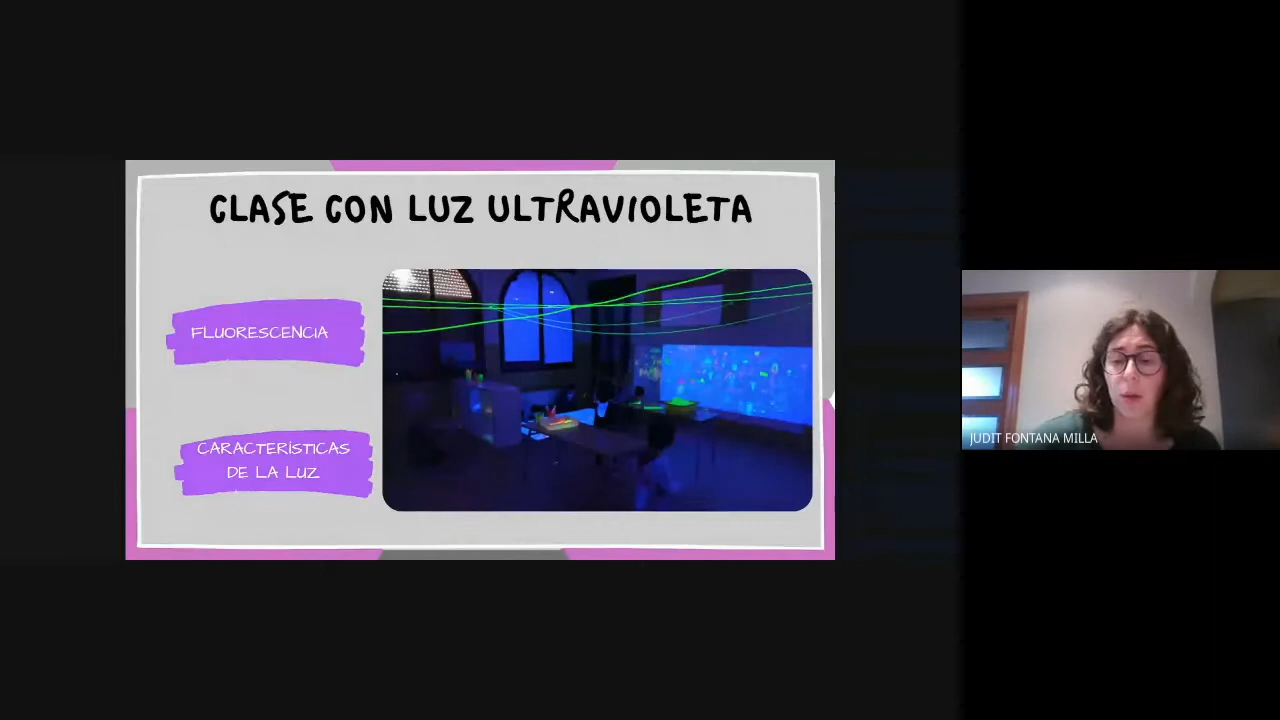 CLASE CON LUZ ULTRAVIOLETA
FLUORESCENCIA
CARACTERÍSTICAS
DE LA LUZ
JUDIT FONTANA MILLA